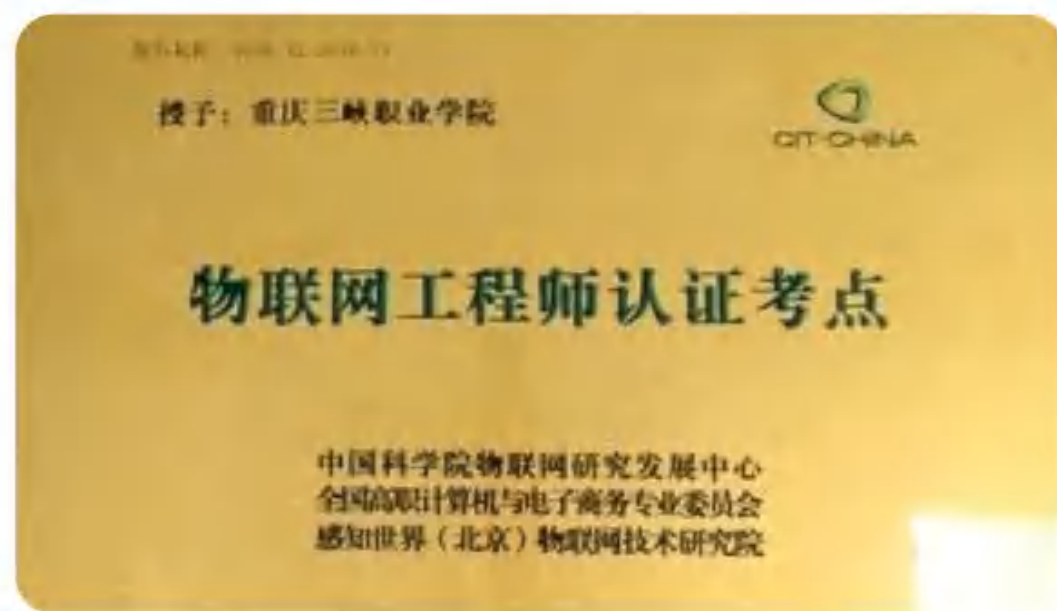 授予：重庆三峡职业学院
CIT-CHINA
物联网工程师认证考点
中国科学院物联网研究发展中心
全国高职计算机与电子商务专业委员会
感知世界（北京）物联网技术研究院